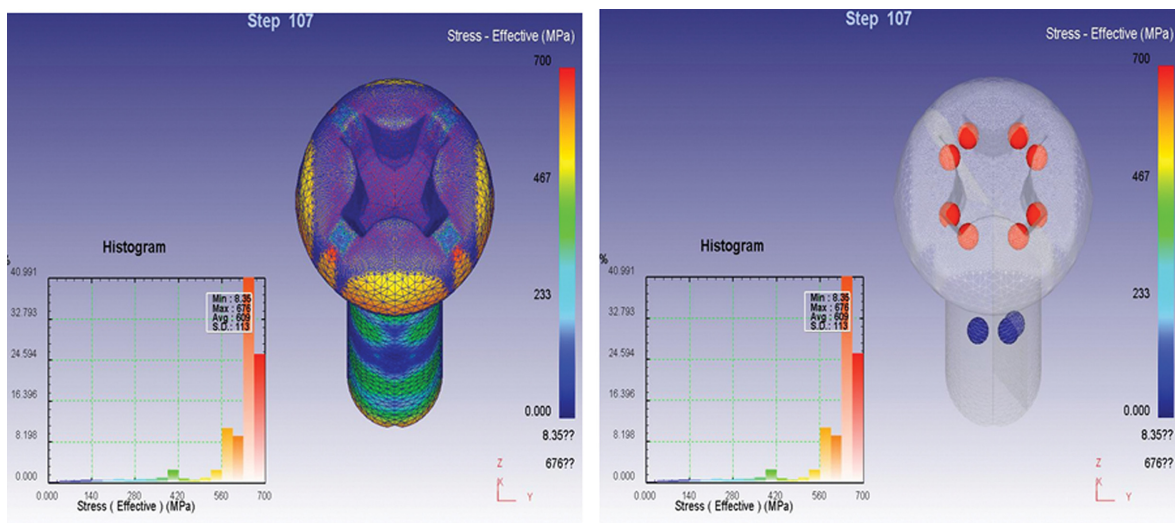 Step 107
Stress - Effective (MPa)
700
467
233
0.000
8.35??
676??
Histogram
%
40.991
32.793
24.594
16.396
8.198
0.000
Min : 8.35
Max : 676
Avg : 609
S.D.: 113
0.000 140 280 420 560 700
Stress ( Effective ) (MPa)
Z
X Y
Step 107
Stress - Effective (MPa)
700
467
233
0.000
8.35??
676??
Histogram
%
40.991
32.793
24.594
16.396
8.198
0.000
Min : 8.35
Max : 676
Avg : 609
S.D.: 113
0.000 140 280 420 560 700
Stress ( Effective ) (MPa)
Z
X Y